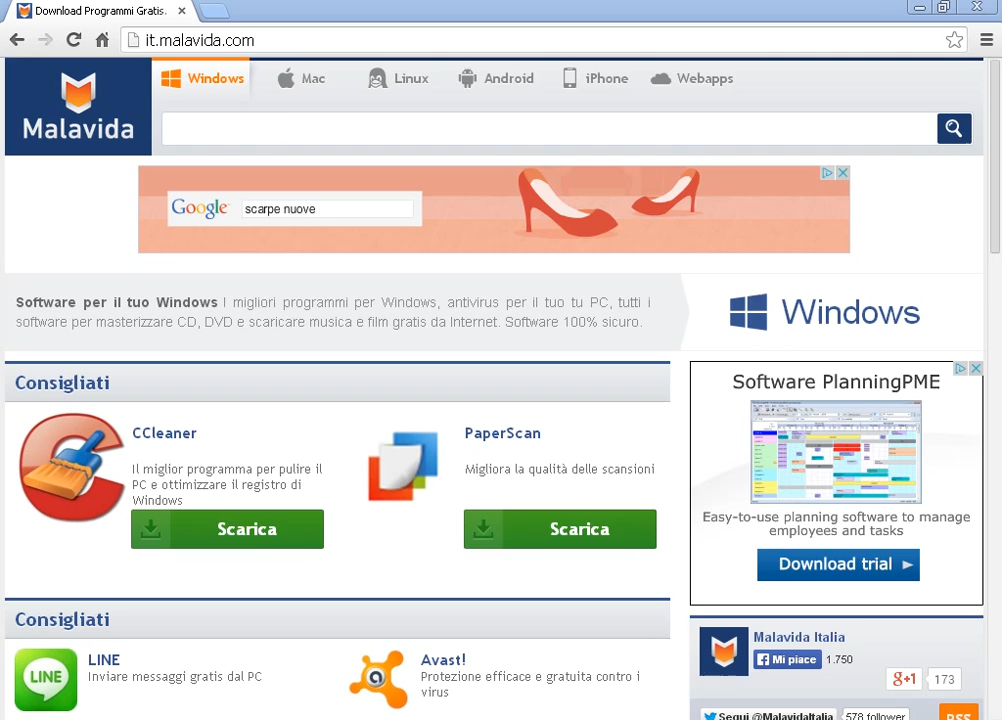 Download Programmi Gratis.
it.malavida.com
Malavida
Windows
Mac
Linux
Android
iPhone
Webapps
Google
scarpe nuove
Software per il tuo Windows I migliori programmi per Windows, antivirus per il tuo tu PC, tutti i
software per masterizzare CD, DVD e scaricare musica e film gratis da Internet. Software 100% sicuro.
Windows
Consigliati
CCleaner
Il miglior programma per pulire il
PC e ottimizzare il registro di
Windows
Scarica
PaperScan
Migliora la qualità delle scansioni
Scarica
Software PlanningPME
Easy-to-use planning software to manage
employees and tasks
Download trial
Consigliati
LINE
LINE
Inviare messaggi gratis dal PC
Avast!
Protezione efficace e gratuita contro i
virus
Malavida Italia
Mi piace 1.750
g+1 173
Segui @MalavidaItalia 578 follower
RSS